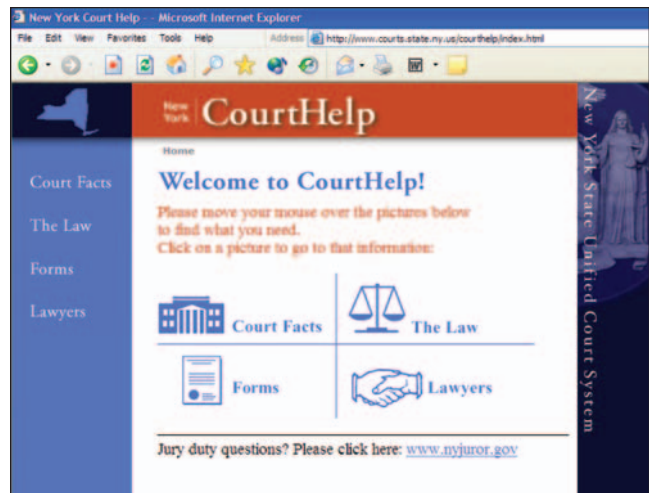 New York Court Help - - Microsoft Internet Explorer
File Edit View Favorites Tools Help Address http://www.courts.state.ny.us/courthelp/index.html
W
New York CourtHelp
Home
Welcome to CourtHelp!
Please move your mouse over the pictures below
to find what you need.
Click on a picture to go to that information:
Court Facts
The Law
Forms
Lawyers
Court Facts The Law
Forms Lawyers
Jury duty questions? Please click here: www.nyjuror.gov
New York State Unified Court System